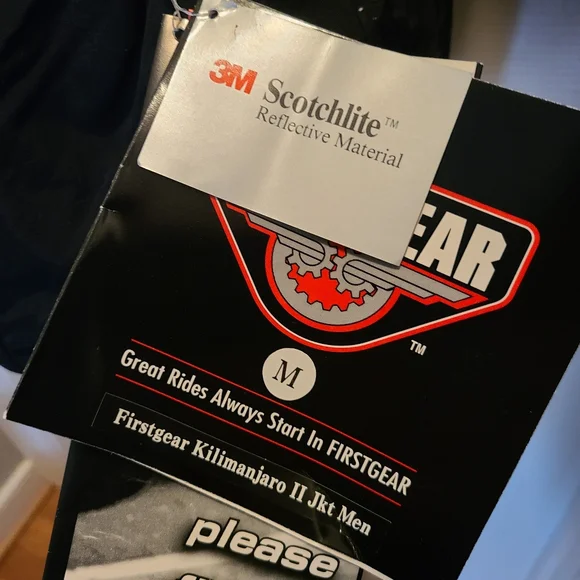 3M Scotchlite™
Reflective Material
EAR
™
M
Great Rides Always Start In FIRSTGEAR
Firstgear Kilimanjaro II Jkt Men
please